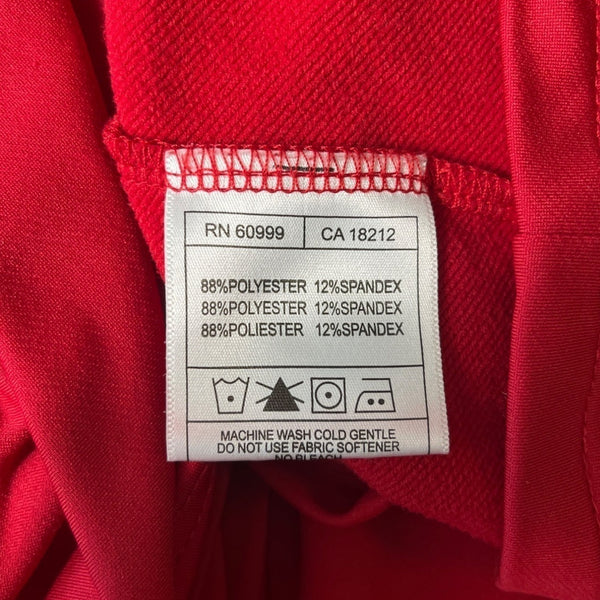 RN 60999 CA 18212
88%POLYESTER 12%SPANDEX
88%POLYESTER 12%SPANDEX
88%POLIESTER 12%SPANDEX
MACHINE WASH COLD GENTLE
DO NOT USE FABRIC SOFTENER
NO BLEACH